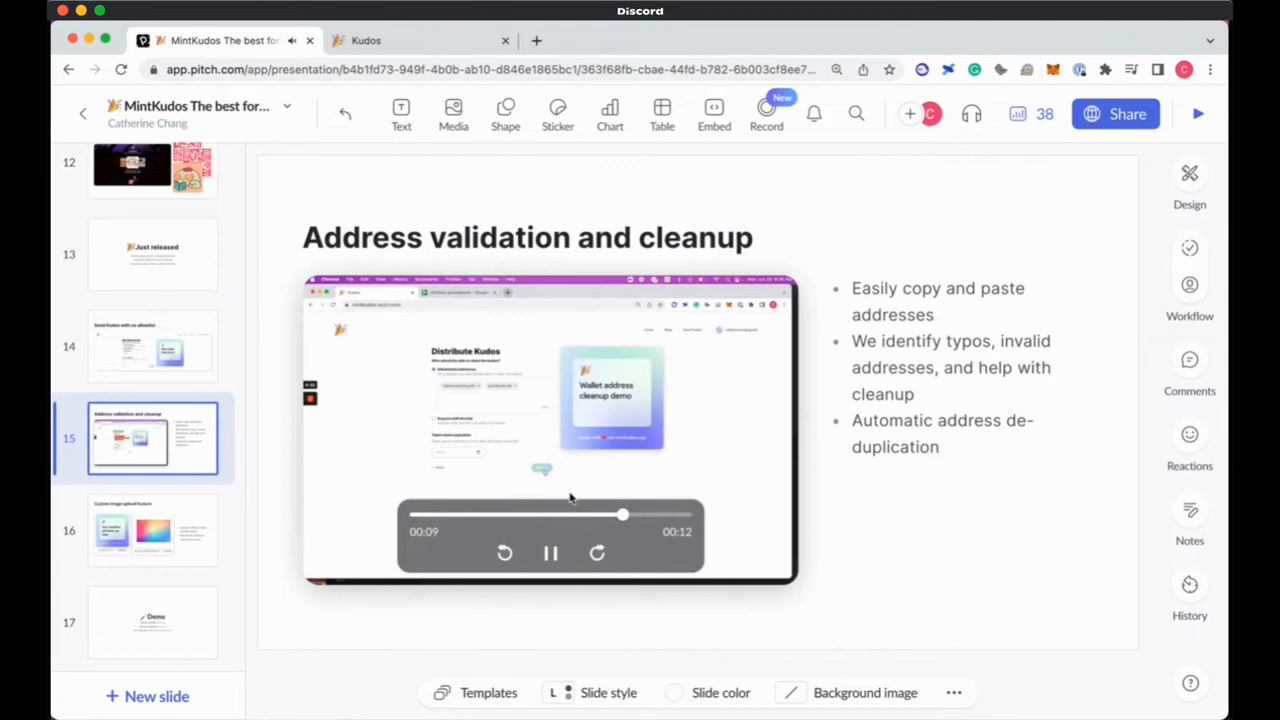 Discord
MintKudos The best for
Kudos
app.pitch.com/app/presentation/b4b1fd73-949f-4b0b-ab10-d846e1865bc1/363f68fb-cbae-44fd-b782-6b003cf8ee7...
MintKudos The best for...
Catherine Chang
Text
Media
Shape
Sticker
Chart
Table
Embed
New
Record
C
38
Share
12
13
Just released
14
Send Kudos with no allowlist
15
Address validation and cleanup
16
Custom image upload feature
17
Demo
New slide
Address validation and cleanup
Distribute Kudos
Wallet address
cleanup demo
00:09
00:12
Easily copy and paste
addresses
We identify typos, invalid
addresses, and help with
cleanup
Automatic address de-
duplication
Design
Workflow
Comments
Reactions
Notes
History
Templates
L
Slide style
Slide color
Background image